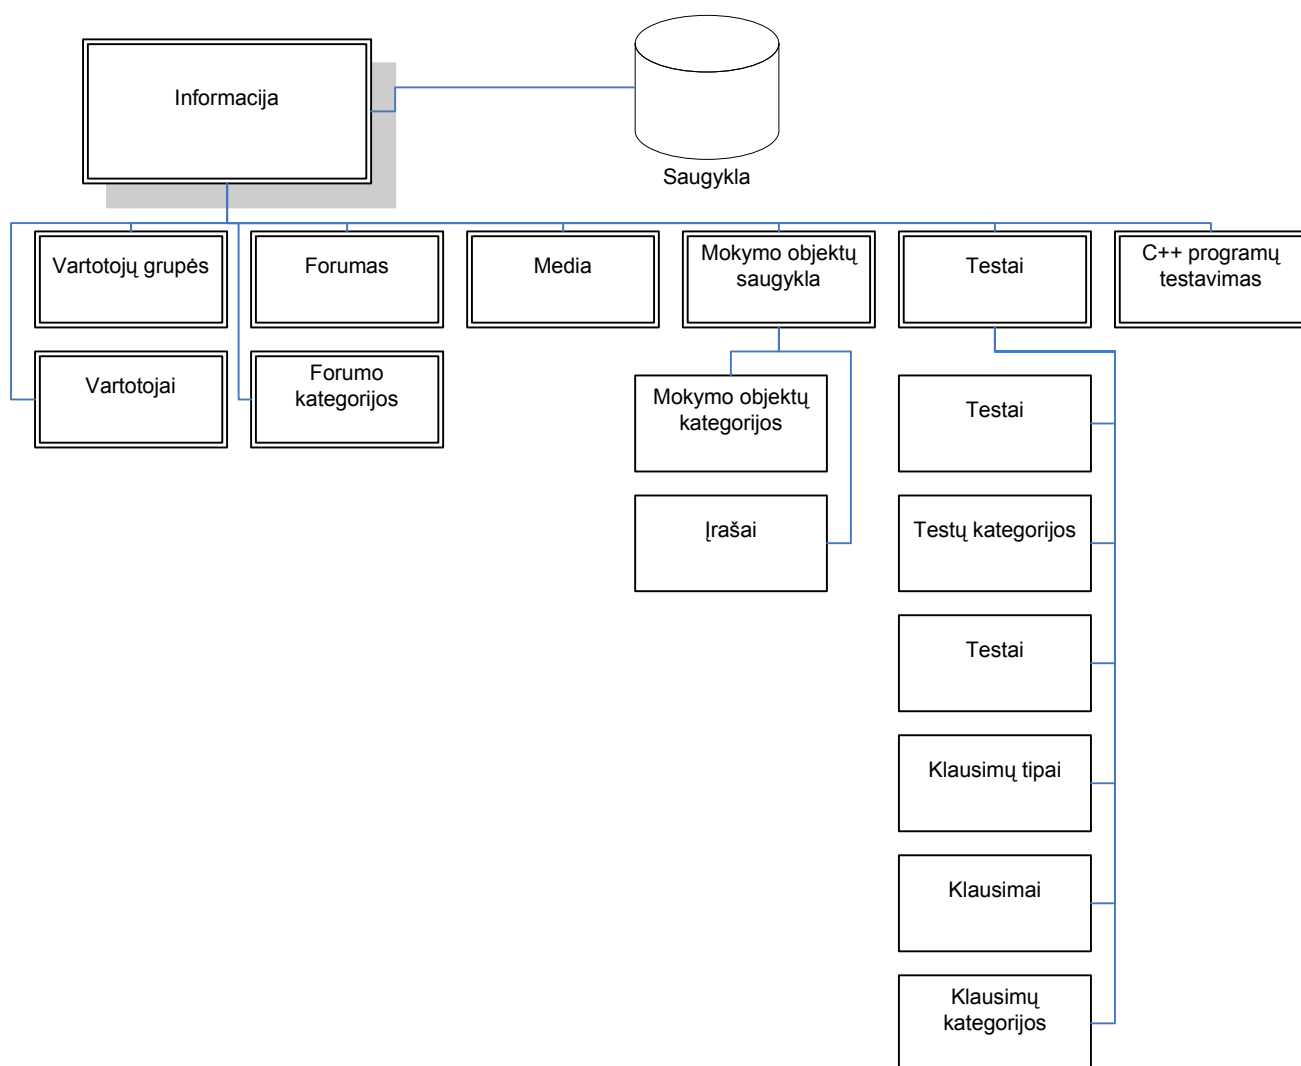 Informacija
Saugykla
Vartotojų grupės
Forumas
Media
Mokymo objektų
saugykla
Testai
C++ programų
testavimas
Vartotojai
Forumo
kategorijos
Mokymo objektų
kategorijos
Įrašai
Testai
Testų kategorijos
Testai
Klausimų tipai
Klausimai
Klausimų
kategorijos